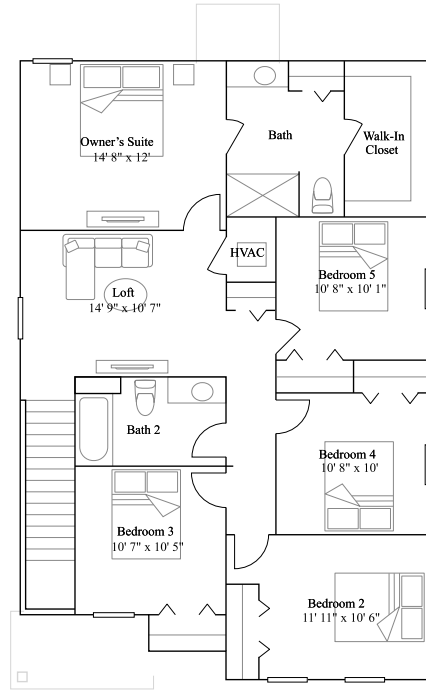 Owner's Suite
14' 8" x 12'
Bath
Walk-In
Closet
HVAC
Bedroom 5
10' 8" x 10' 1"
Loft
14' 9" x 10' 7"
Bath 2
Bedroom 4
10' 8" x 10'
Bedroom 3
10' 7" x 10' 5"
Bedroom 2
11' 11" x 10' 6"